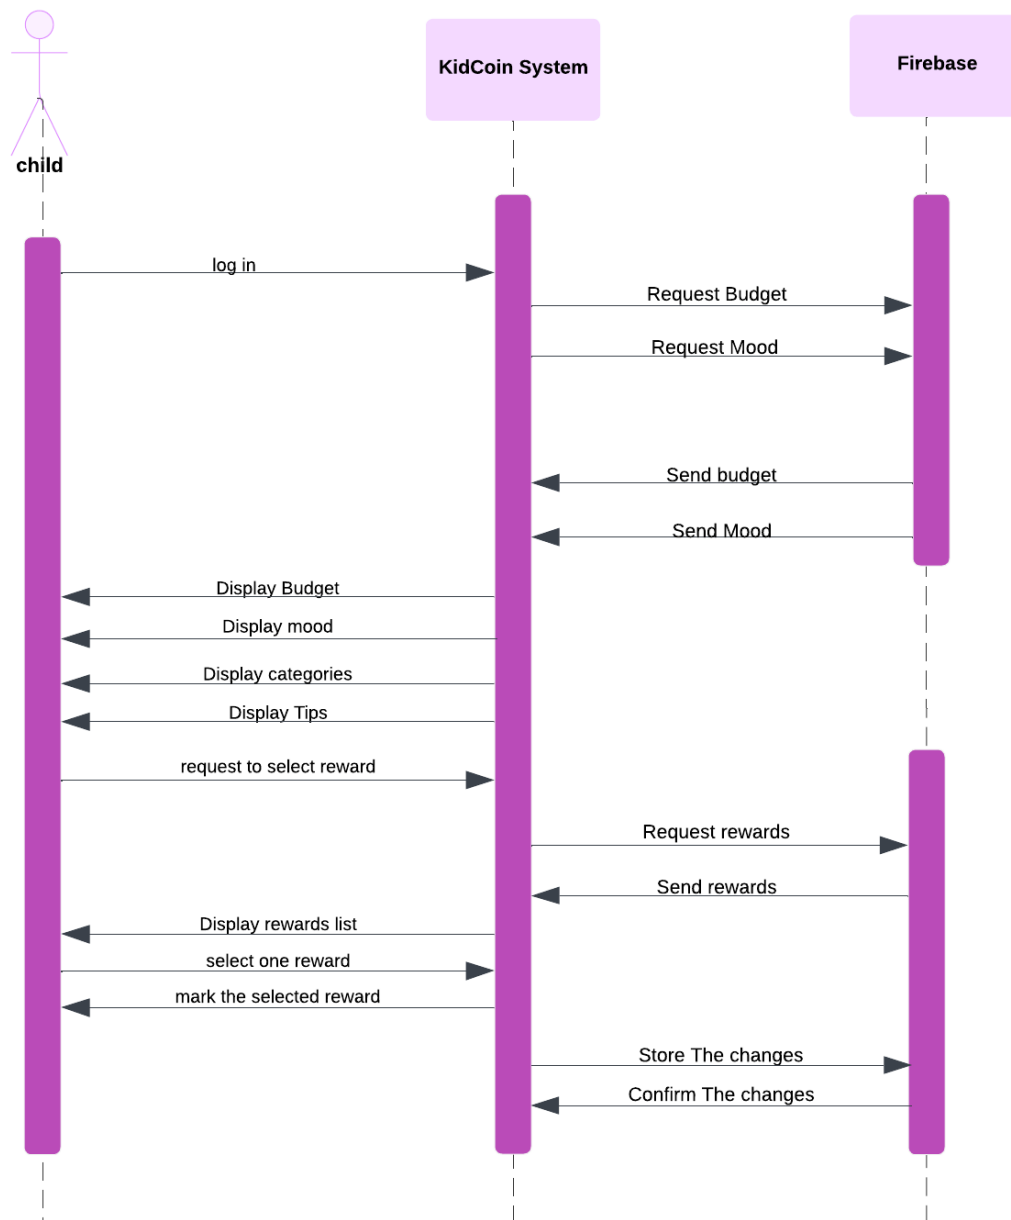 child
KidCoin System
Firebase
log in
Request Budget
Request Mood
Send budget
Send Mood
Display Budget
Display mood
Display categories
Display Tips
request to select reward
Request rewards
Send rewards
Display rewards list
select one reward
mark the selected reward
Store The changes
Confirm The changes